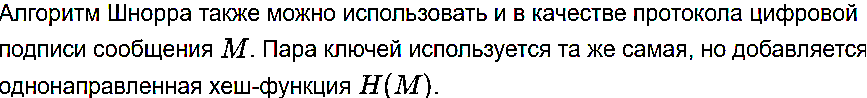 Алгоритм Шнорра также можно использовать и в качестве протокола цифровой
подписи сообщения M. Пара ключей используется та же самая, но добавляется
однонаправленная хеш-функция H(M).